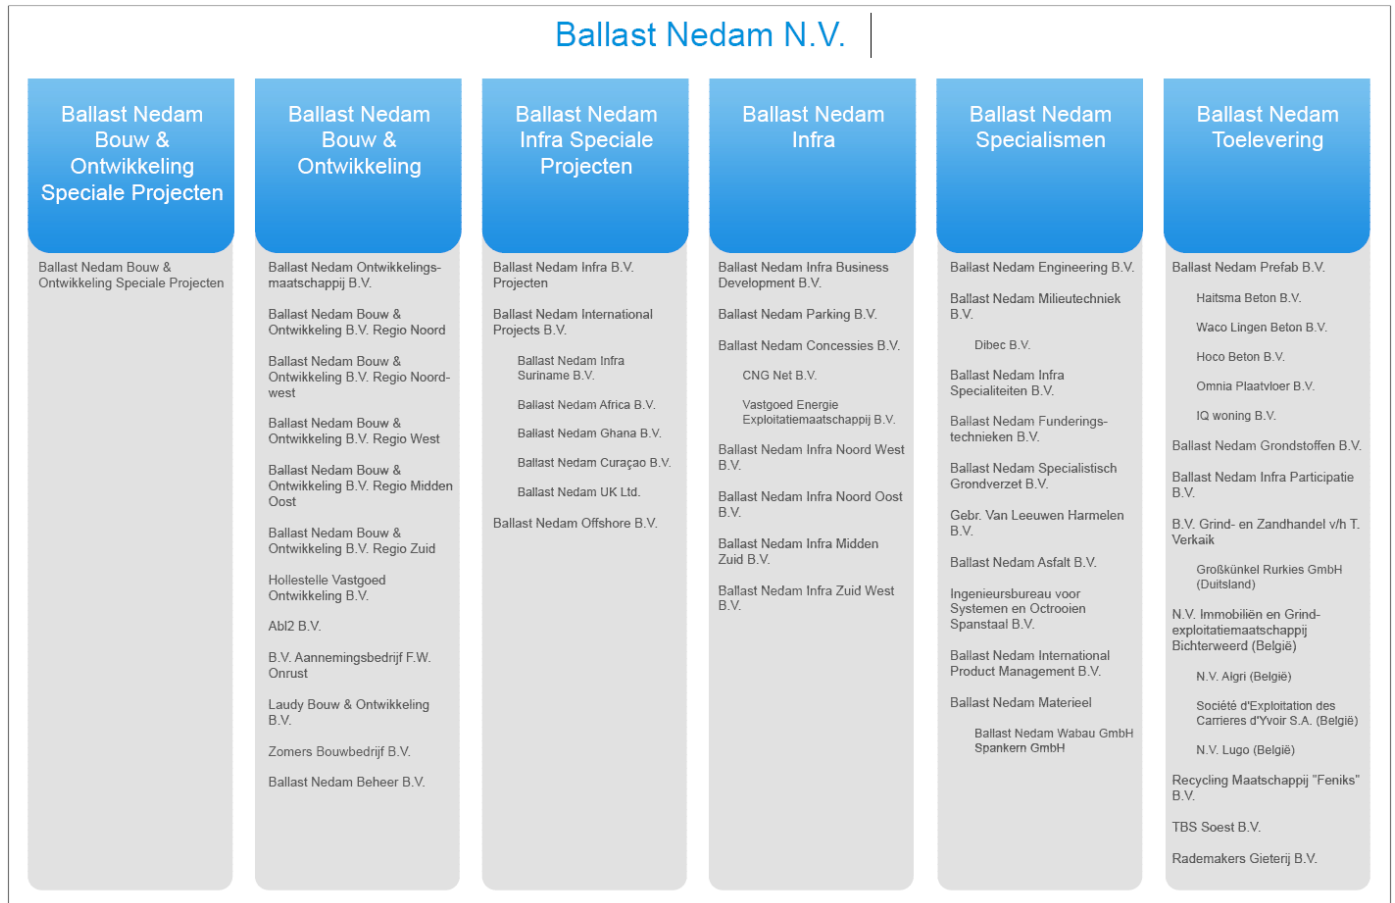 Ballast Nedam N.V.
Ballast Nedam
Bouw &
Ontwikkeling
Speciale Projecten
Ballast Nedam Bouw &
Ontwikkeling Speciale Projecten
Ballast Nedam
Bouw &
Ontwikkeling
Ballast Nedam Ontwikkelings-
maatschappij B.V.
Ballast Nedam Bouw &
Ontwikkeling B.V. Regio Noord
Ballast Nedam Bouw &
Ontwikkeling B.V. Regio Noord-
west
Ballast Nedam Bouw &
Ontwikkeling B.V. Regio West
Ballast Nedam Bouw &
Ontwikkeling B.V. Regio Midden
Oost
Ballast Nedam Bouw &
Ontwikkeling B.V. Regio Zuid
Hollestelle Vastgoed
Ontwikkeling B.V.
Abl2 B.V.
B.V. Aannemingsbedrijf F.W.
Onrust
Laudy Bouw & Ontwikkeling
B.V.
Zomers Bouwbedrijf B.V.
Ballast Nedam Beheer B.V.
Ballast Nedam
Infra Speciale
Projecten
Ballast Nedam Infra B.V.
Projecten
Ballast Nedam International
Projects B.V.
Ballast Nedam Infra
Suriname B.V.
Ballast Nedam Africa B.V.
Ballast Nedam Ghana B.V.
Ballast Nedam Curaçao B.V.
Ballast Nedam UK Ltd.
Ballast Nedam Offshore B.V.
Ballast Nedam
Infra
Ballast Nedam Infra Business
Development B.V.
Ballast Nedam Parking B.V.
Ballast Nedam Concessies B.V.
CNG Net B.V.
Vastgoed Energie
Exploitatiemaatschappij B.V.
Ballast Nedam Infra Noord West
B.V.
Ballast Nedam Infra Noord Oost
B.V.
Ballast Nedam Infra Midden
Zuid B.V.
Ballast Nedam Infra Zuid West
B.V.
Ballast Nedam
Specialismen
Ballast Nedam Engineering B.V.
Ballast Nedam Milieutechniek
B.V.
Dibec B.V.
Ballast Nedam Infra
Specialiteiten B.V.
Ballast Nedam Funderings-
technieken B.V.
Ballast Nedam Specialistisch
Grondverzet B.V.
Gebr. Van Leeuwen Harmelen
B.V.
Ballast Nedam Asfalt B.V.
Ingenieursbureau voor
Systemen en Octrooien
Spanstaal B.V.
Ballast Nedam International
Product Management B.V.
Ballast Nedam Materieel
Ballast Nedam Wabau GmbH
Spankern GmbH
Ballast Nedam
Toelevering
Ballast Nedam Prefab B.V.
Haitsma Beton B.V.
Waco Lingen Beton B.V.
Hoco Beton B.V.
Omnia Plaatvloer B.V.
IQ woning B.V.
Ballast Nedam Grondstoffen B.V.
Ballast Nedam Infra Participatie
B.V.
B.V. Grind- en Zandhandel v/h T.
Verkaik
Großkünkel Rurkies GmbH
(Duitsland)
N.V. Immobiliën en Grind-
exploitatiemaatschappij
Bichterweerd (België)
N.V. Algri (België)
Société d'Exploitation des
Carrieres d'Yvoir S.A. (België)
N.V. Lugo (België)
Recycling Maatschappij "Feniks"
B.V.
TBS Soest B.V.
Rademakers Gieterij B.V.